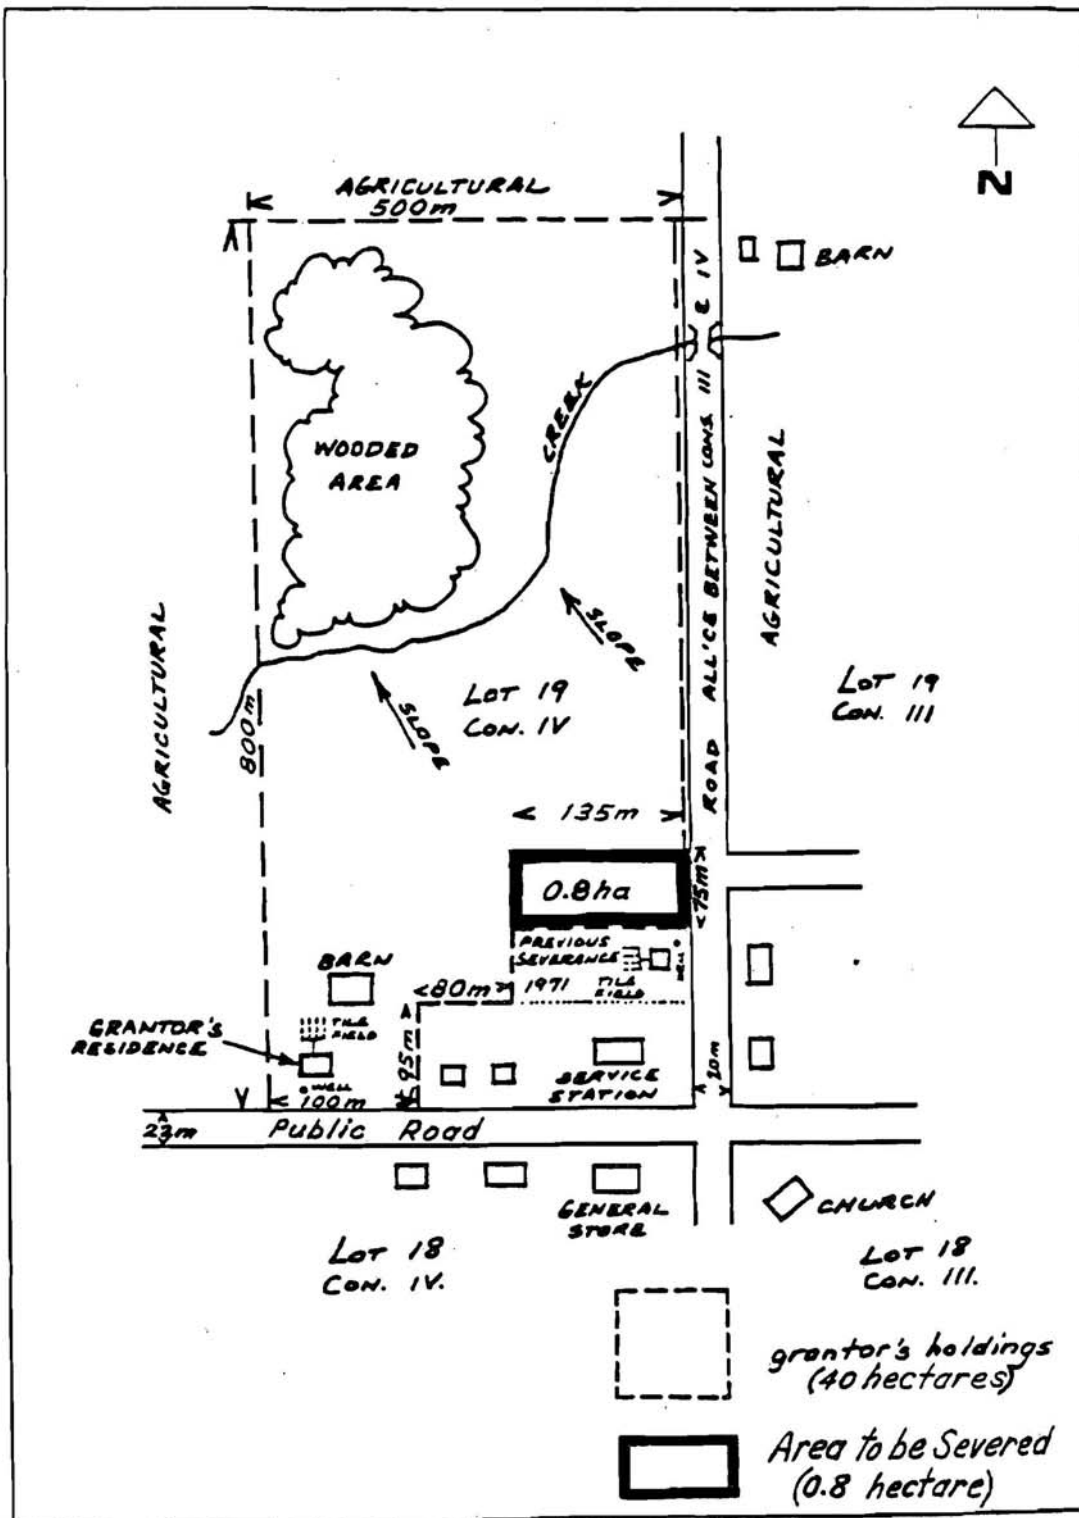 N
AGRICULTURAL
500m
BARN
ROAD ALL'CE BETWEEN CONS. III & IV
WOODED
AREA
CREEK
SLOPE
SLOPE
AGRICULTURAL
AGRICULTURAL
800m
LOT 19
CON. IV
LOT 19
CON. III
135m
0.8ha
75m
PREVIOUS
SEVERANCE
1971
TILE
FIELD
WELL
BARN
80m
GRANTOR'S
RESIDENCE
TILE
FIELD
WELL
100m
95m
SERVICE
STATION
20m
23m
Public Road
GENERAL
STORE
CHURCH
LOT 18
CON. IV.
LOT 18
CON. III.
grantor's holdings
(40 hectares)
Area to be Severed
(0.8 hectare)